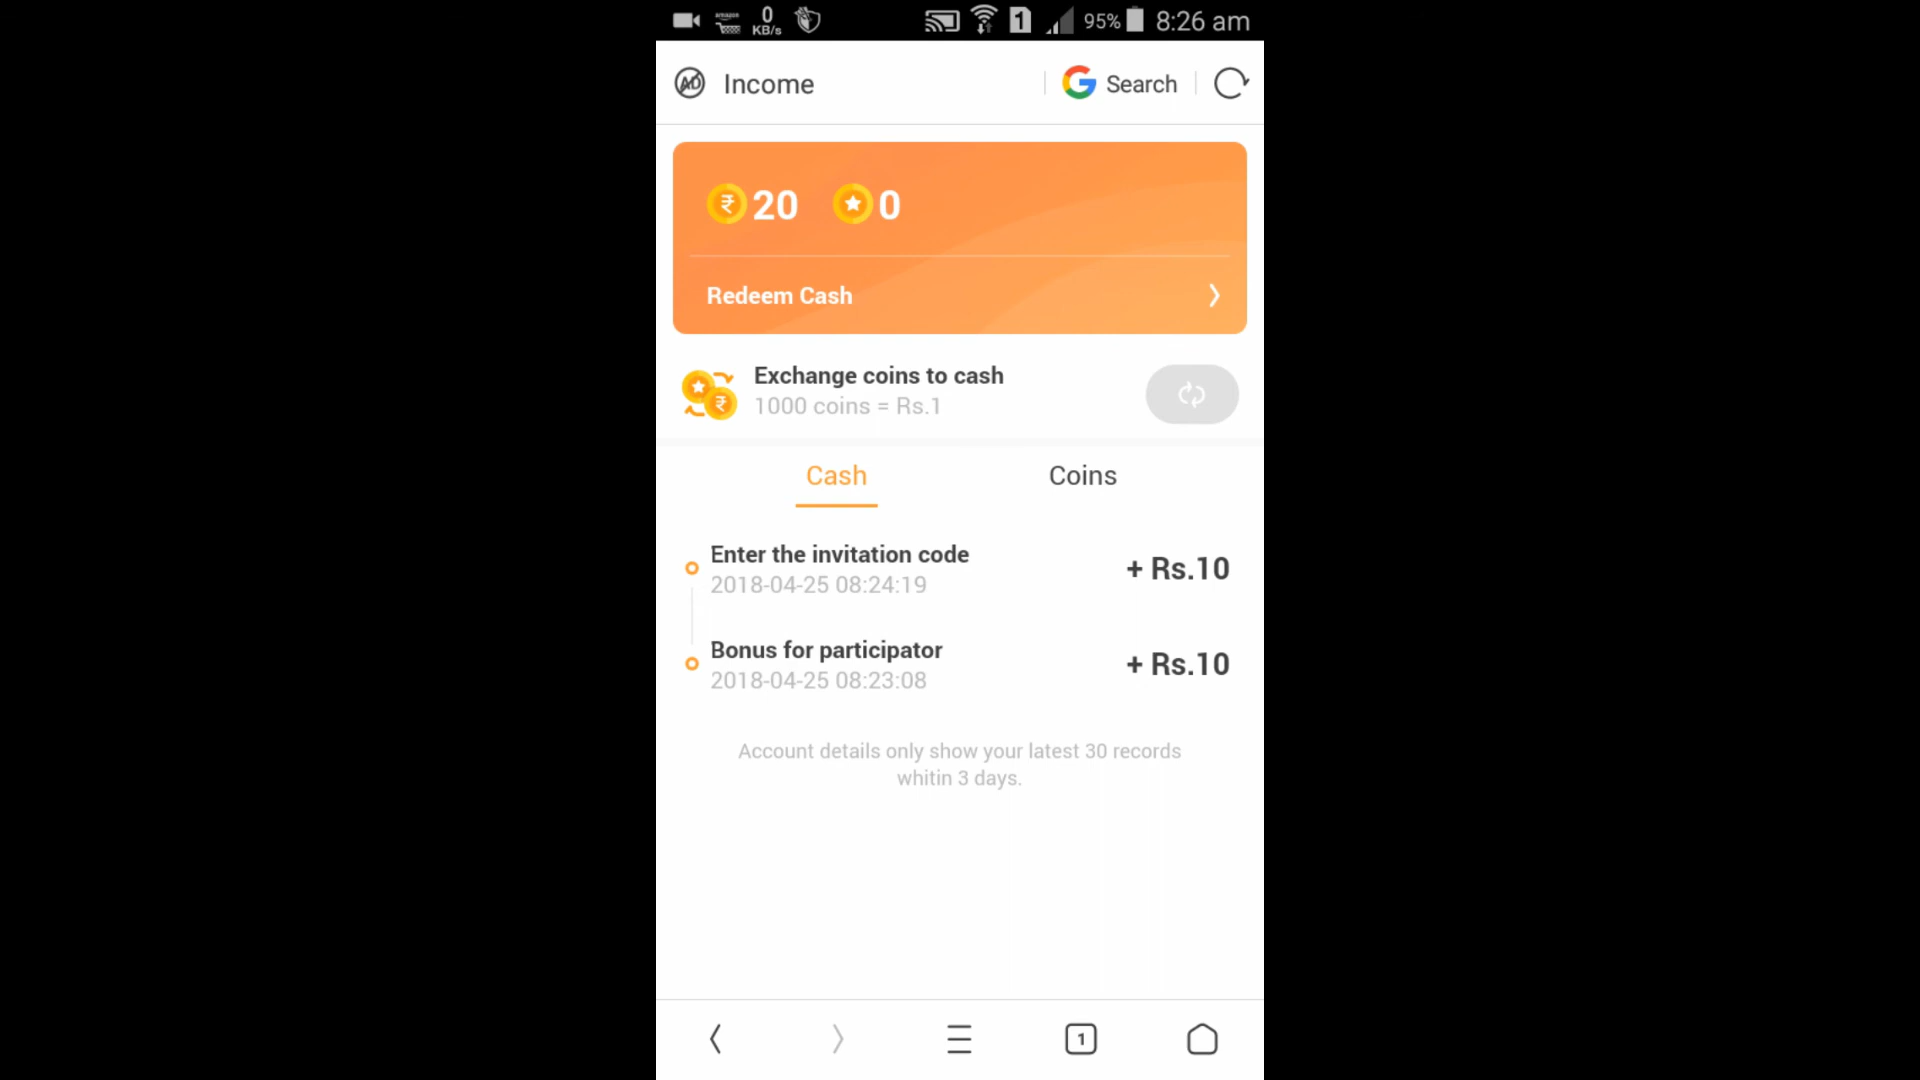 0
KB/s
1
95%
8:26 am
AD
Income
Search
20
0
Redeem Cash
Exchange coins to cash
1000 coins = Rs.1
Cash
Coins
Enter the invitation code
2018-04-25 08:24:19
+ Rs.10
Bonus for participator
2018-04-25 08:23:08
+ Rs.10
Account details only show your latest 30 records
whitin 3 days.
1